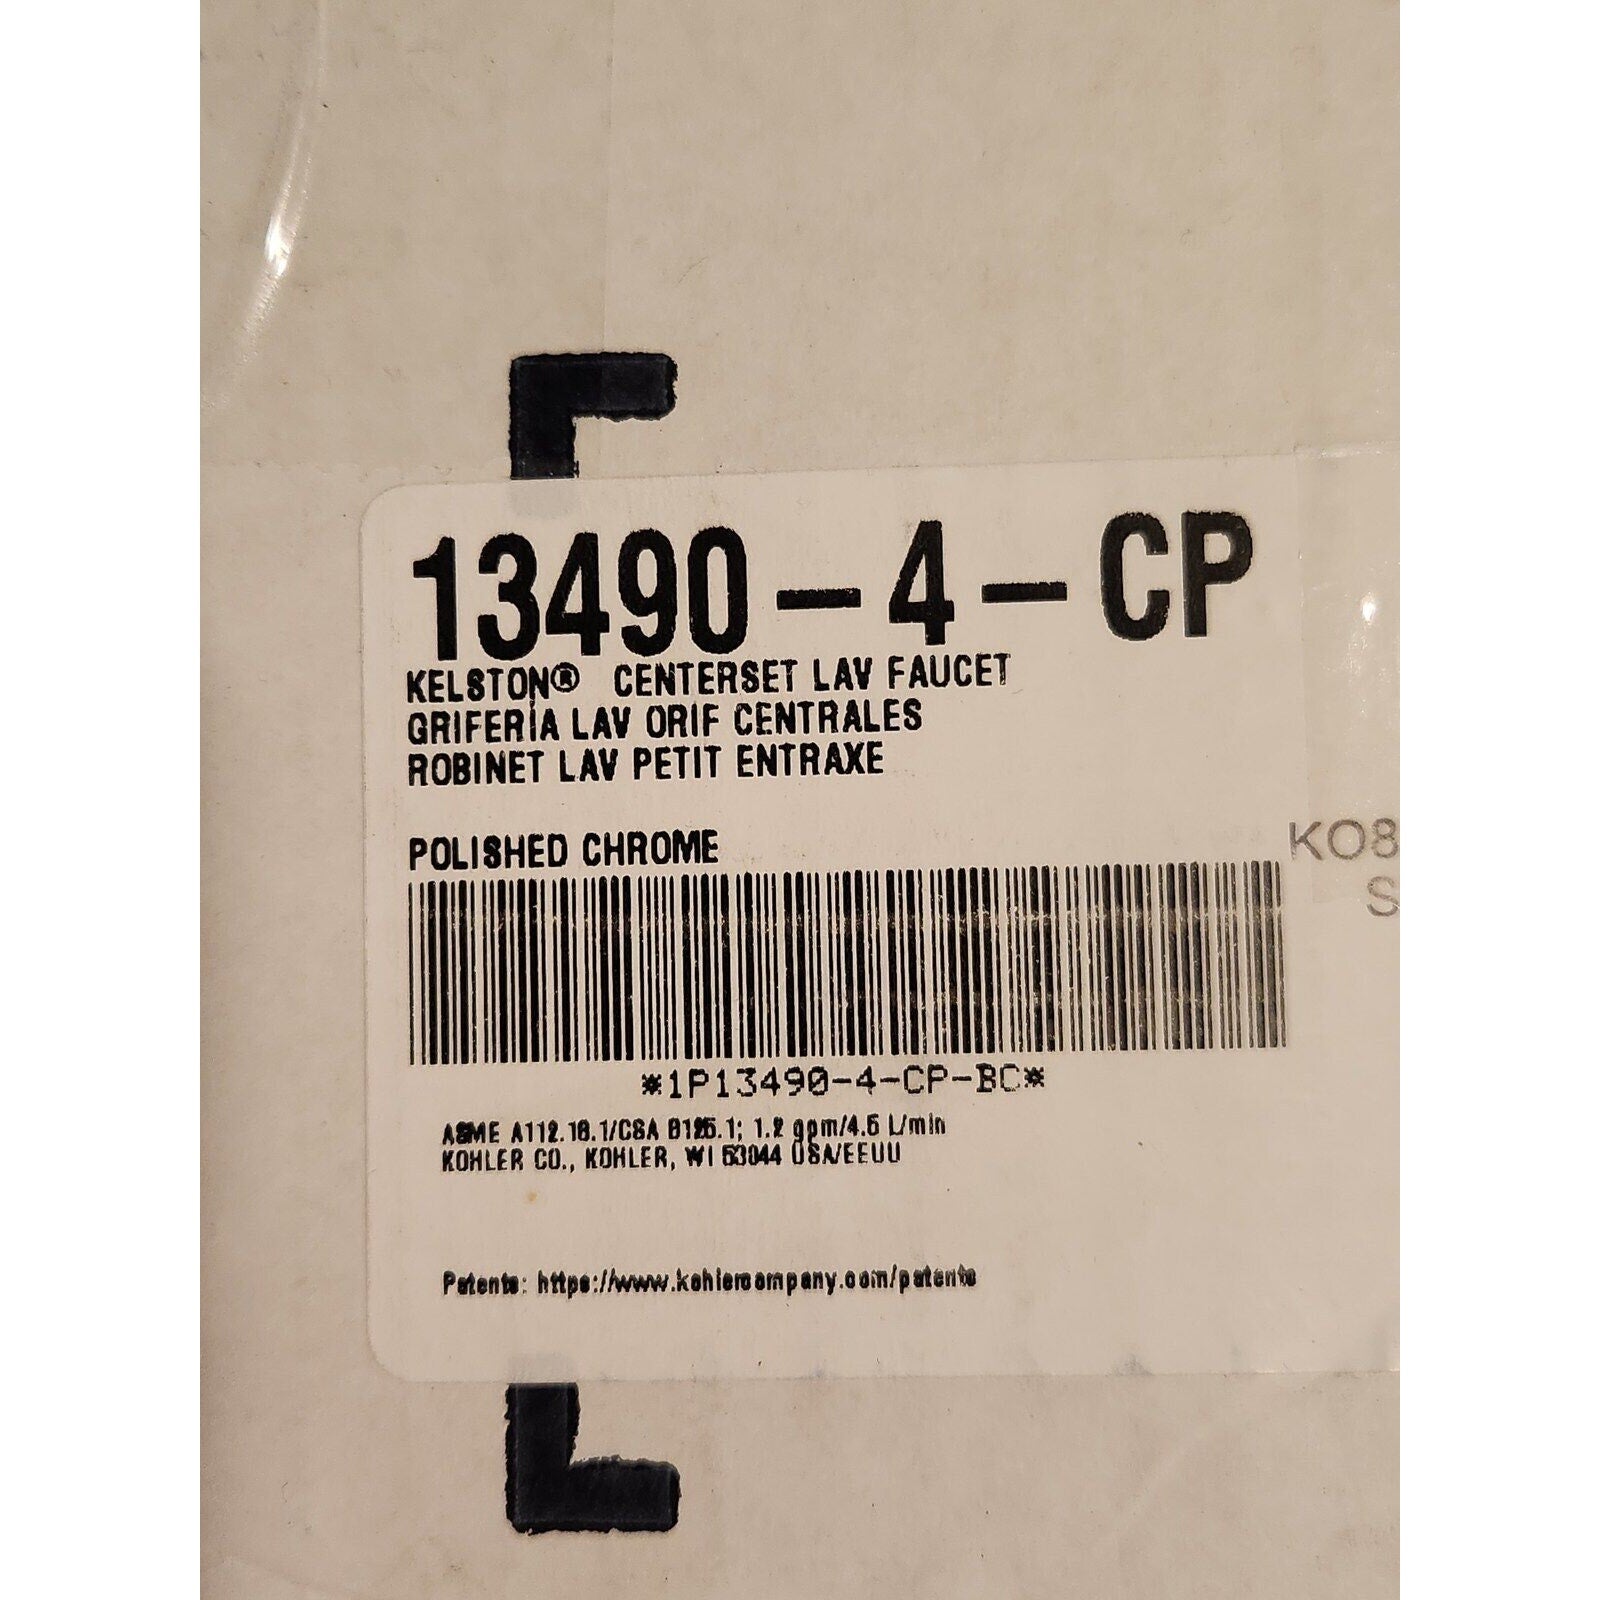 13490-4-CP
KELSTON® CENTERSET LAV FAUCET
GRIFERÍA LAV ORIF CENTRALES
ROBINET LAV PETIT ENTRAXE
POLISHED CHROME
KO8
S
*1P13490-4-CP-BC*
ASME A112.18.1/CSA B125.1; 1.2 gpm/4.5 L/min
KOHLER CO., KOHLER, WI 53044 USA/EEUU
Patents: https://www.kohlercompany.com/patents